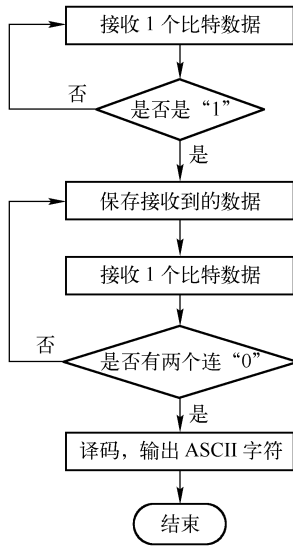 接收 1 个比特数据
否
是否是“1”
是
保存接收到的数据
接收 1 个比特数据
否
是否有两个连“0”
是
译码，输出 ASCII 字符
结束